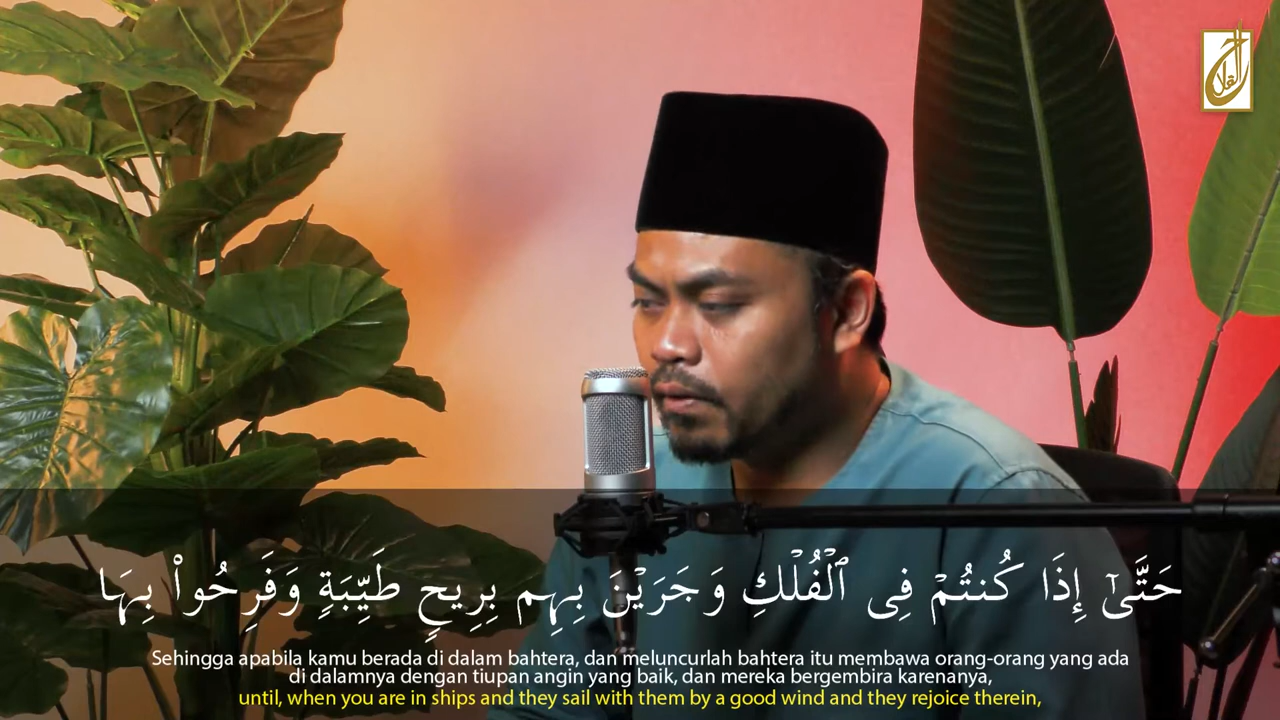 حَتَّىٰٓ إِذَا كُنتُمْ فِى ٱلْفُلْكِ وَجَرَيْنَ بِهِم بِرِيحٍ طَيِّبَةٍ وَفَرِحُوا۟ بِهَا
Sehingga apabila kamu berada di dalam bahtera, dan meluncurlah bahtera itu membawa orang-orang yang ada
di dalamnya dengan tiupan angin yang baik, dan mereka bergembira karenanya,
until, when you are in ships and they sail with them by a good wind and they rejoice therein,